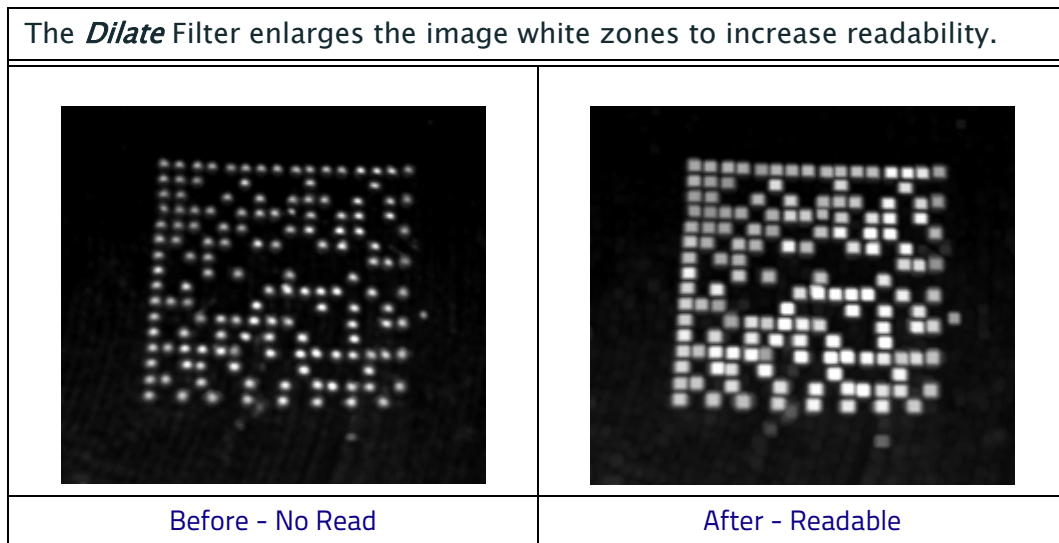 The Dilate Filter enlarges the image white zones to increase readability.
Before - No Read
After - Readable